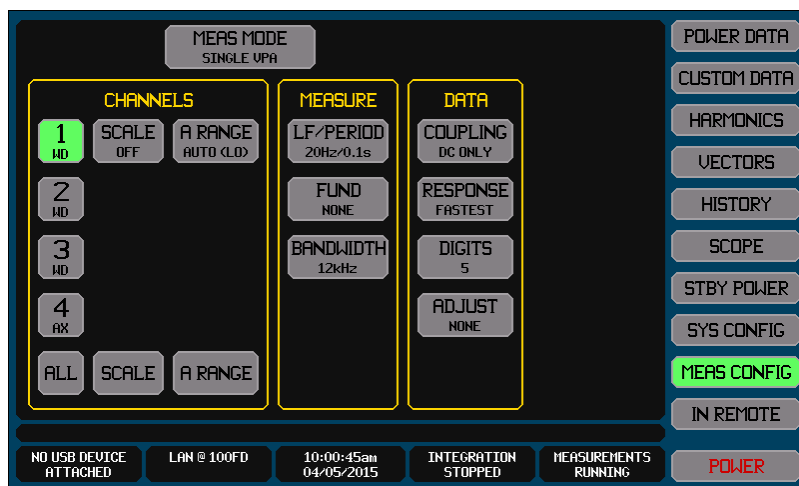 MEAS MODE
SINGLE VPA
CHANNELS
1
WD
SCALE
OFF
A RANGE
AUTO (LO)
2
WD
3
WD
4
AX
ALL
SCALE
A RANGE
MEASURE
LF/PERIOD
20Hz/0.1s
FUND
NONE
BANDWIDTH
12kHz
DATA
COUPLING
DC ONLY
RESPONSE
FASTEST
DIGITS
5
ADJUST
NONE
POWER DATA
CUSTOM DATA
HARMONICS
VECTORS
HISTORY
SCOPE
STBY POWER
SYS CONFIG
MEAS CONFIG
IN REMOTE
POWER
NO USB DEVICE
ATTACHED
LAN @ 100FD
10:00:45am
04/05/2015
INTEGRATION
STOPPED
MEASUREMENTS
RUNNING